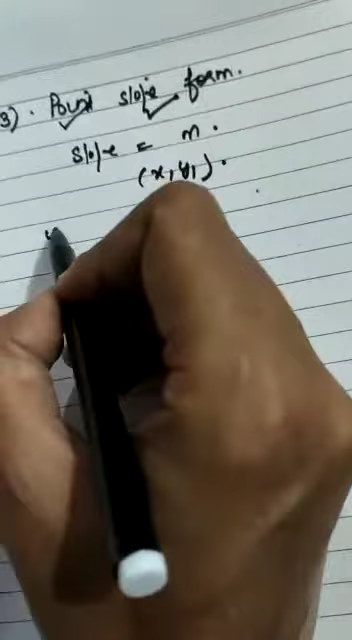 3). Point slope form.
slope = m.
(x, y1).